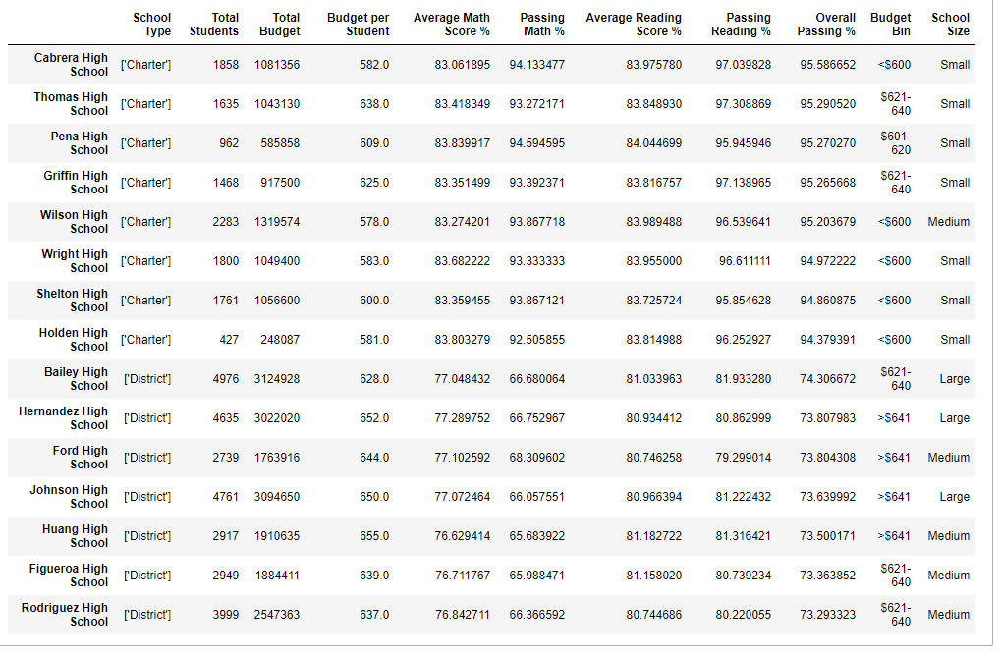 School Type Total Students Total Budget Budget per Student Average Math Score % Passing Math % Average Reading Score % Passing Reading % Overall Passing % Budget Bin School Size
Cabrera High School ['Charter'] 1858 1081356 582.0 83.061895 94.133477 83.975780 97.039828 95.586652 <$600 Small
Thomas High School ['Charter'] 1635 1043130 638.0 83.418349 93.272171 83.848930 97.308869 95.290520 $621-640 Small
Pena High School ['Charter'] 962 585858 609.0 83.839917 94.594595 84.044699 95.945946 95.270270 $601-620 Small
Griffin High School ['Charter'] 1468 917500 625.0 83.351499 93.392371 83.816757 97.138965 95.265668 $621-640 Small
Wilson High School ['Charter'] 2283 1319574 578.0 83.274201 93.867718 83.989488 96.539641 95.203679 <$600 Medium
Wright High School ['Charter'] 1800 1049400 583.0 83.682222 93.333333 83.955000 96.611111 94.972222 <$600 Small
Shelton High School ['Charter'] 1761 1056600 600.0 83.359455 93.867121 83.725724 95.854628 94.860875 <$600 Small
Holden High School ['Charter'] 427 248087 581.0 83.803279 92.505855 83.814988 96.252927 94.379391 <$600 Small
Bailey High School ['District'] 4976 3124928 628.0 77.048432 66.680064 81.033963 81.933280 74.306672 $621-640 Large
Hernandez High School ['District'] 4635 3022020 652.0 77.289752 66.752967 80.934412 80.862999 73.807983 >$641 Large
Ford High School ['District'] 2739 1763916 644.0 77.102592 68.309602 80.746258 79.299014 73.804308 >$641 Medium
Johnson High School ['District'] 4761 3094650 650.0 77.072464 66.057551 80.966394 81.222432 73.639992 >$641 Large
Huang High School ['District'] 2917 1910635 655.0 76.629414 65.683922 81.182722 81.316421 73.500171 >$641 Medium
Figueroa High School ['District'] 2949 1884411 639.0 76.711767 65.988471 81.158020 80.739234 73.363852 $621-640 Medium
Rodriguez High School ['District'] 3999 2547363 637.0 76.842711 66.366592 80.744686 80.220055 73.293323 $621-640 Medium